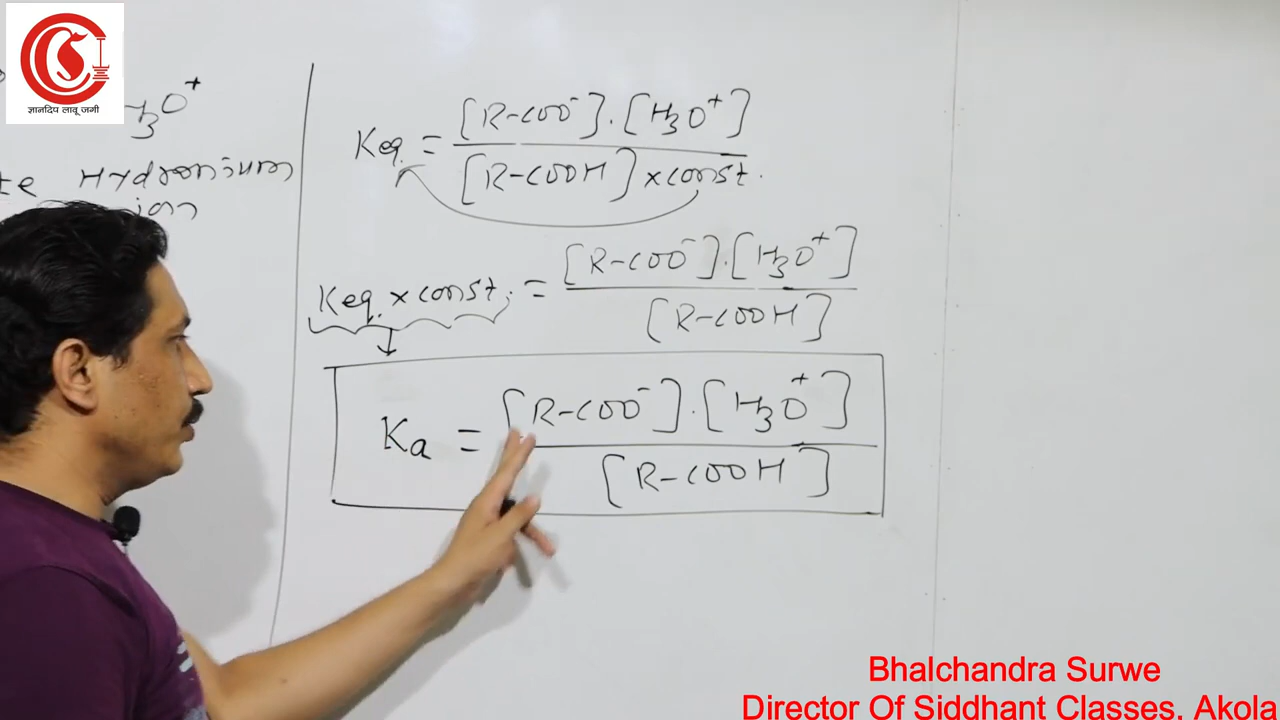 ज्ञानदिप लावू जगी
H3O+
Hydronium
ion
Keq. = [R-COO-].[H3O+]
[R-COOH] x const.
Keq. x const. = [R-COO-].[H3O+]
[R-COOH]
Ka = [R-COO-].[H3O+]
[R-COOH]
Bhalchandra Surwe
Director Of Siddhant Classes, Akola